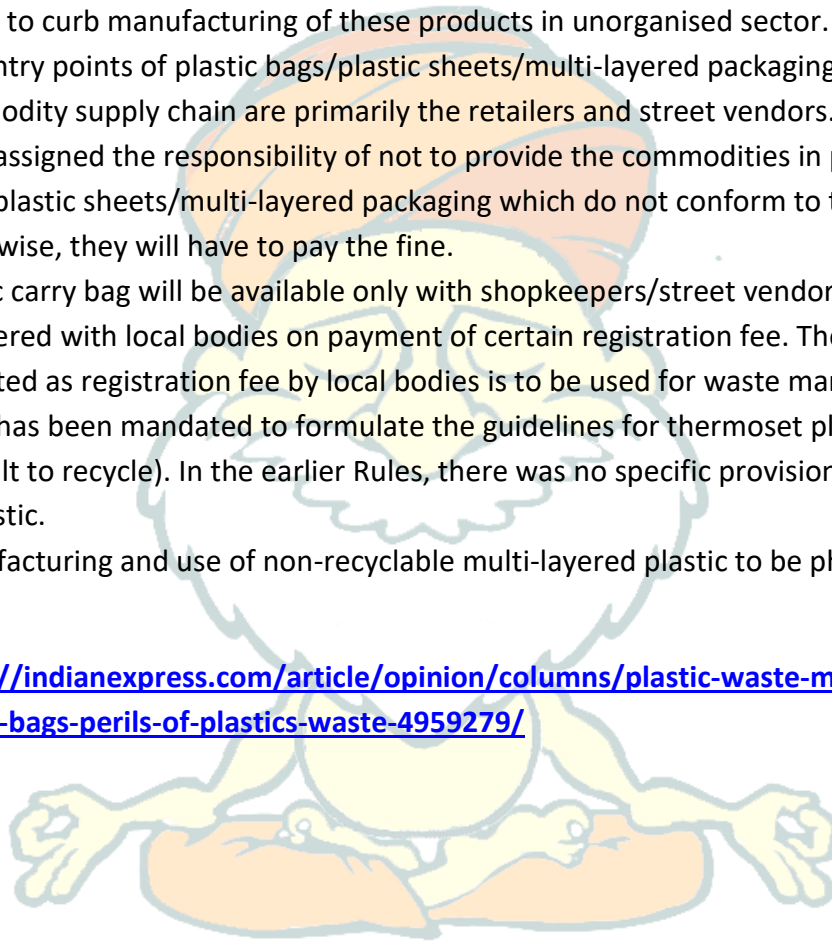 to curb manufacturing of these products in unorganised sector.
ntry points of plastic bags/plastic sheets/multi-layered packaging
odity supply chain are primarily the retailers and street vendors.
assigned the responsibility of not to provide the commodities in
plastic sheets/multi-layered packaging which do not conform to
wise, they will have to pay the fine.
carry bag will be available only with shopkeepers/street vendor
ered with local bodies on payment of certain registration fee. The
ted as registration fee by local bodies is to be used for waste mar
has been mandated to formulate the guidelines for thermoset pl
lt to recycle). In the earlier Rules, there was no specific provision
stic.
facturing and use of non-recyclable multi-layered plastic to be ph
//indianexpress.com/article/opinion/columns/plastic-waste-m
-bags-perils-of-plastics-waste-4959279/